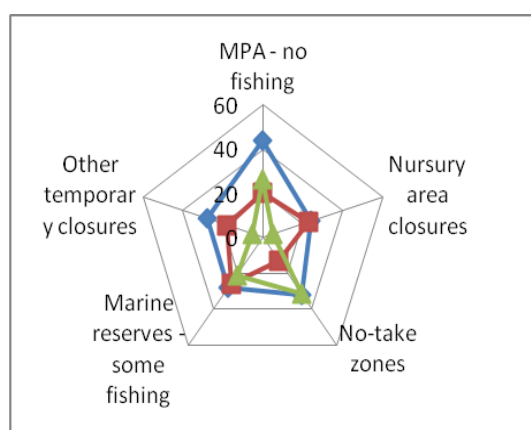 MPA - no
fishing
60
40
20
0
Nursury
area
closures
No-take
zones
Marine
reserves -
some
fishing
Other
temporar
y closures